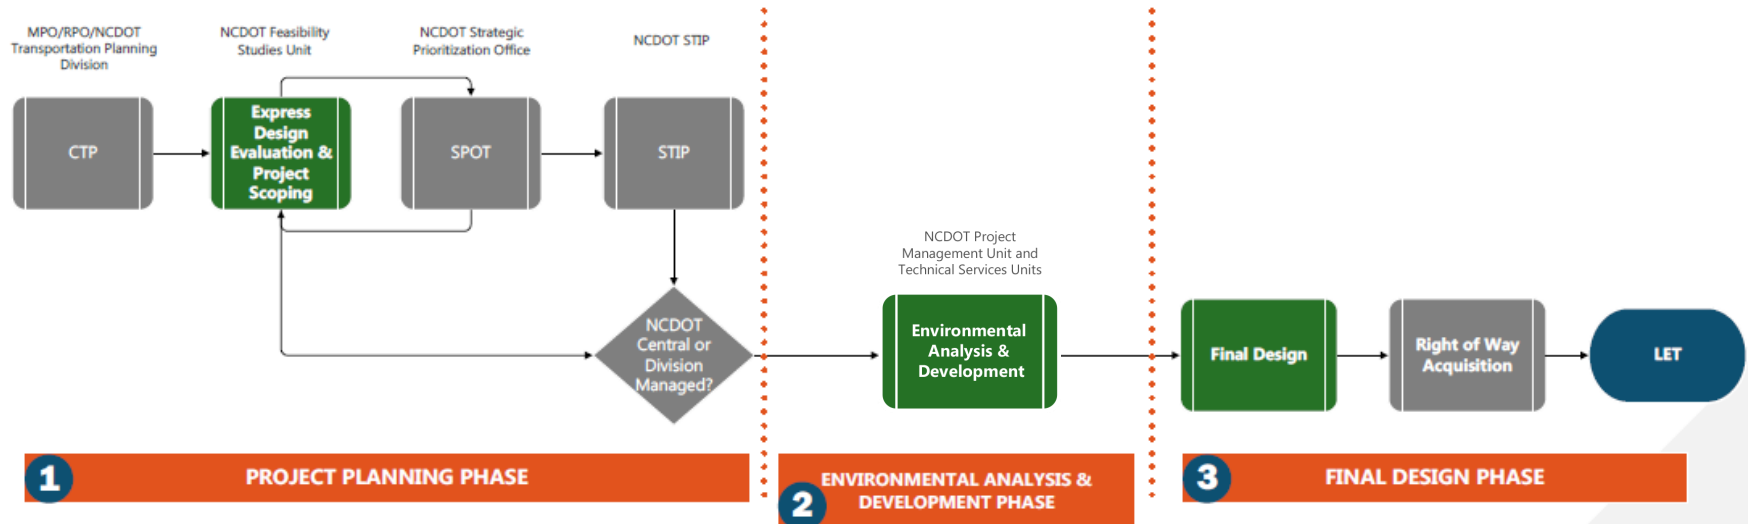 MPO/RPO/NCDOT
Transportation Planning
Division
NCDOT Feasibility
Studies Unit
NCDOT Strategic
Prioritization Office
NCDOT STIP
CTP
Express
Design
Evaluation &
Project
Scoping
SPOT
STIP
NCDOT
Central or
Division
Managed?
NCDOT Project
Management Unit and
Technical Services Units
Environmental
Analysis &
Development
Final Design
Right of Way
Acquisition
LET
1
PROJECT PLANNING PHASE
2
ENVIRONMENTAL ANALYSIS &
DEVELOPMENT PHASE
3
FINAL DESIGN PHASE